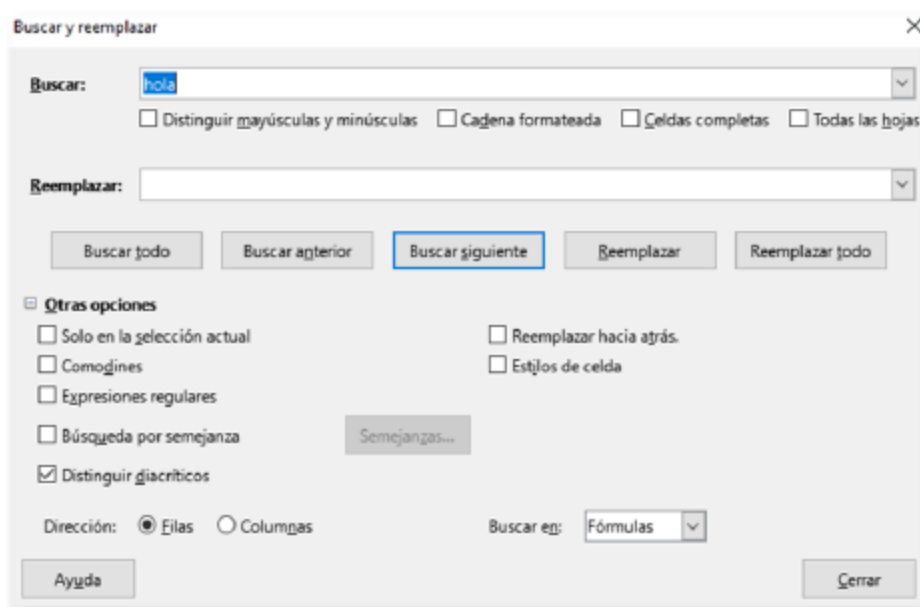 Buscar y reemplazar
Buscar: hola
Distinguir mayúsculas y minúsculas Cadena formateada Celdas completas Todas las hojas
Reemplazar:
Buscar todo Buscar anterior Buscar siguiente Reemplazar Reemplazar todo
Otras opciones
Solo en la selección actual Reemplazar hacia atrás.
Comodines Estilos de celda
Expresiones regulares
Búsqueda por semejanza Semejanzas...
Distinguir diacríticos
Dirección: Filas Columnas Buscar en: Fórmulas
Ayuda Cerrar